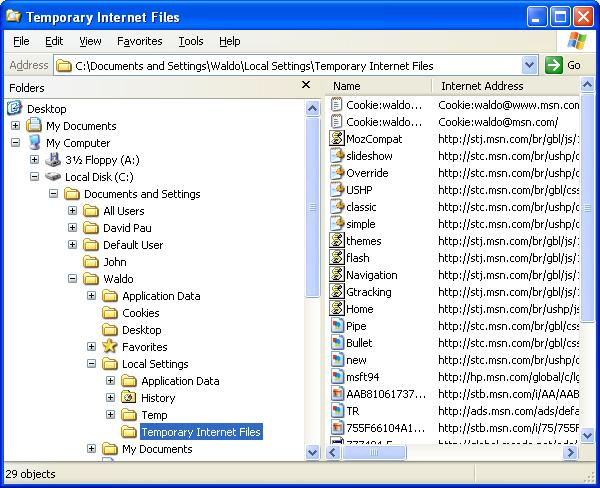 Temporary Internet Files
File Edit View Favorites Tools Help
Address C:\Documents and Settings\Waldo\Local Settings\Temporary Internet Files Go
Folders
Desktop
My Documents
My Computer
3½ Floppy (A:)
Local Disk (C:)
Documents and Settings
All Users
David Pau
Default User
John
Waldo
Application Data
Cookies
Desktop
Favorites
Local Settings
Application Data
History
Temp
Temporary Internet Files
My Documents
Name Internet Address
Cookie:waldo... Cookie:waldo@www.msn.com
Cookie:waldo... Cookie:waldo@msn.com/
MozCompat http://stj.msn.com/br/gbl/js/
slideshow http://stc.msn.com/br/ushp/
Override http://stc.msn.com/br/ushp/
USHP http://stc.msn.com/br/gbl/css
classic http://stc.msn.com/br/ushp/
simple http://stc.msn.com/br/ushp/
themes http://stj.msn.com/br/gbl/js/
flash http://stj.msn.com/br/gbl/js/
Navigation http://stj.msn.com/br/gbl/js/
Gtracking http://stj.msn.com/br/gbl/js/
Home http://stj.msn.com/br/ushp/js
Pipe http://stc.msn.com/br/gbl/css
Bullet http://stc.msn.com/br/gbl/css
new http://stc.msn.com/br/ushp/
msft94 http://hp.msn.com/global/c/lg
AAB81061737... http://stb.msn.com/i/AA/AAB
TR http://ads.msn.com/ads/defa
755F66104A1... http://stb.msn.com/i/75/755F
29 objects